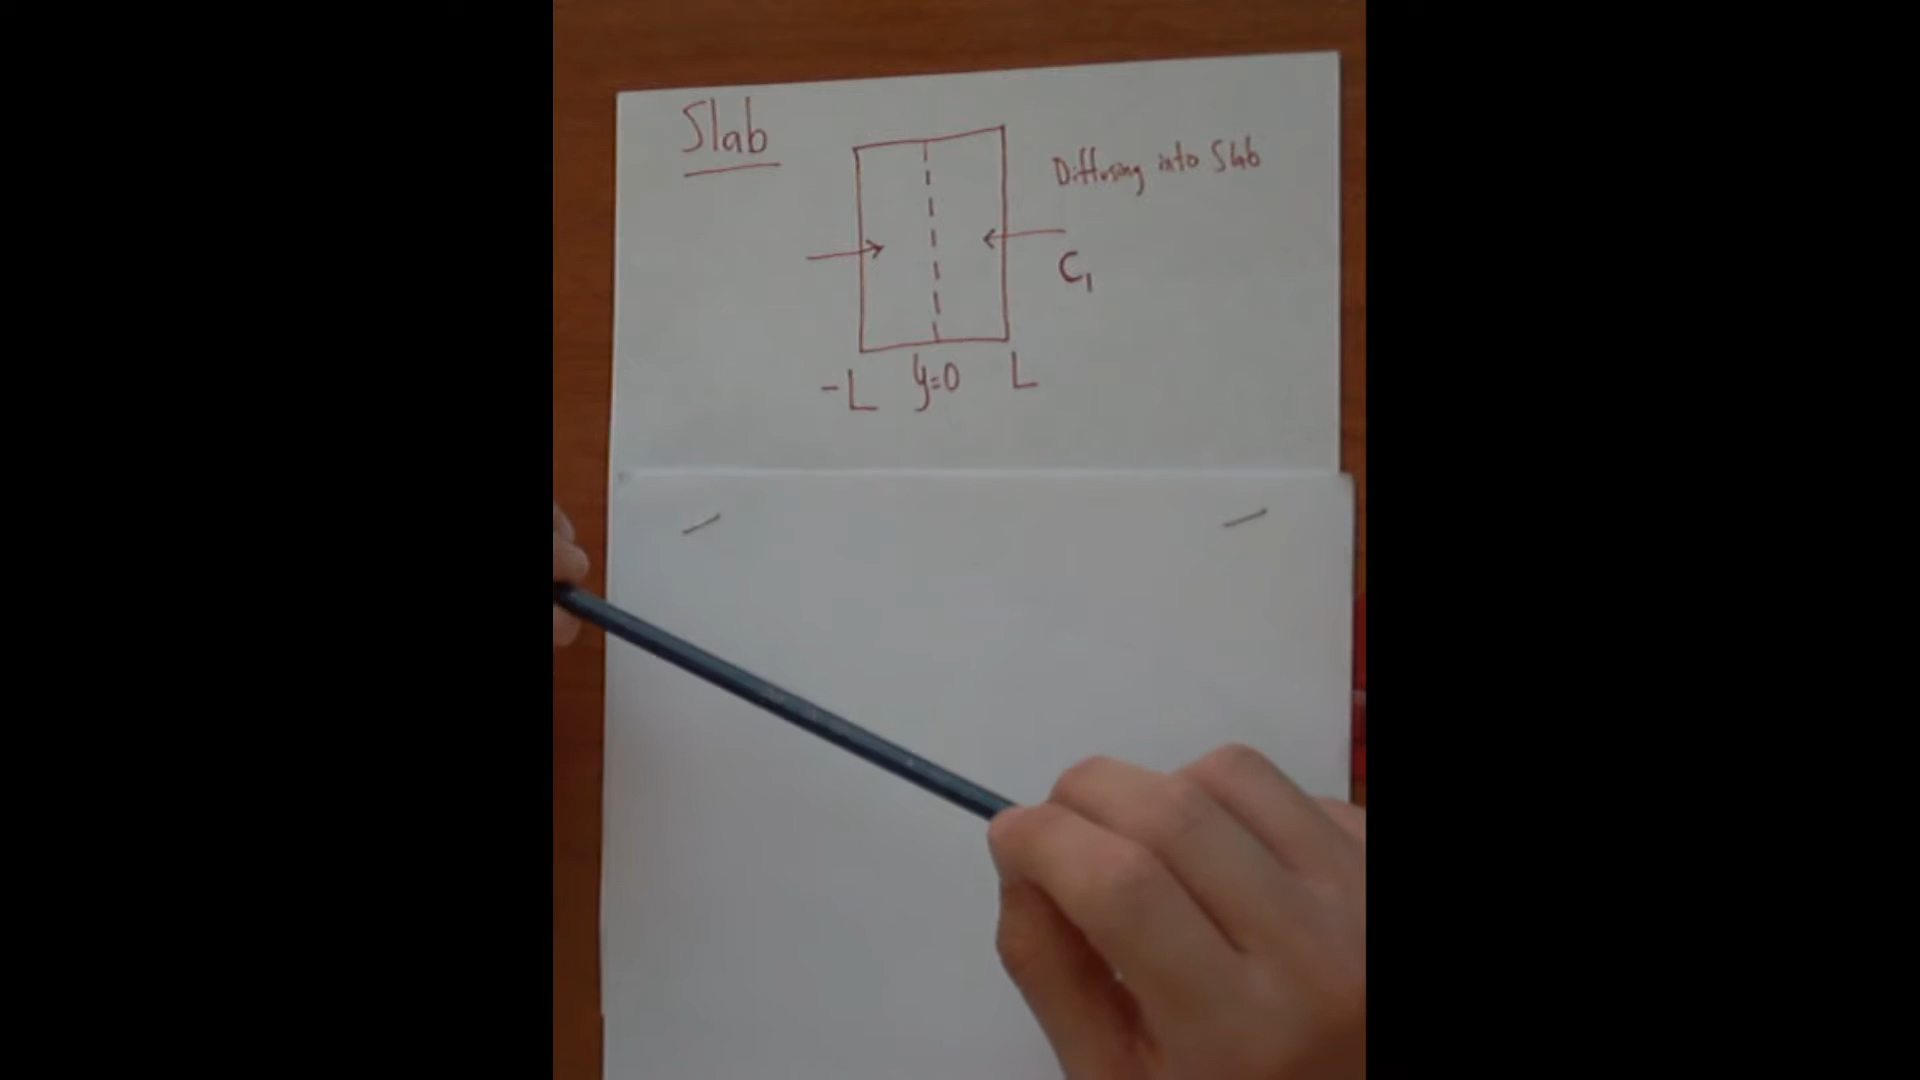 Slab
Diffusing into Slab
C₁
-L y=0 L